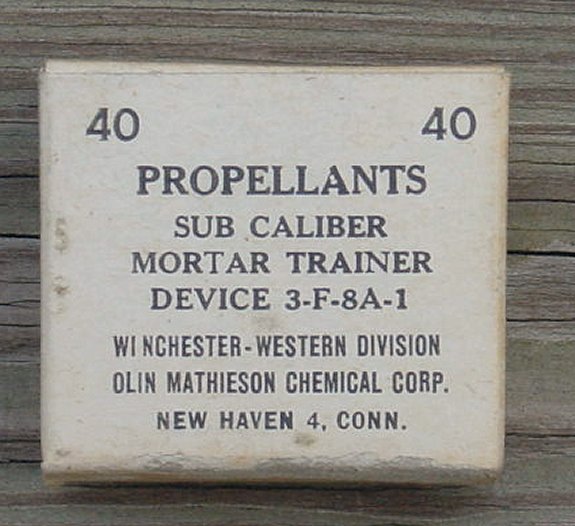 40 40
PROPELLANTS
SUB CALIBER
MORTAR TRAINER
DEVICE 3-F-8A-1
WINCHESTER-WESTERN DIVISION
OLIN MATHIESON CHEMICAL CORP.
NEW HAVEN 4, CONN.